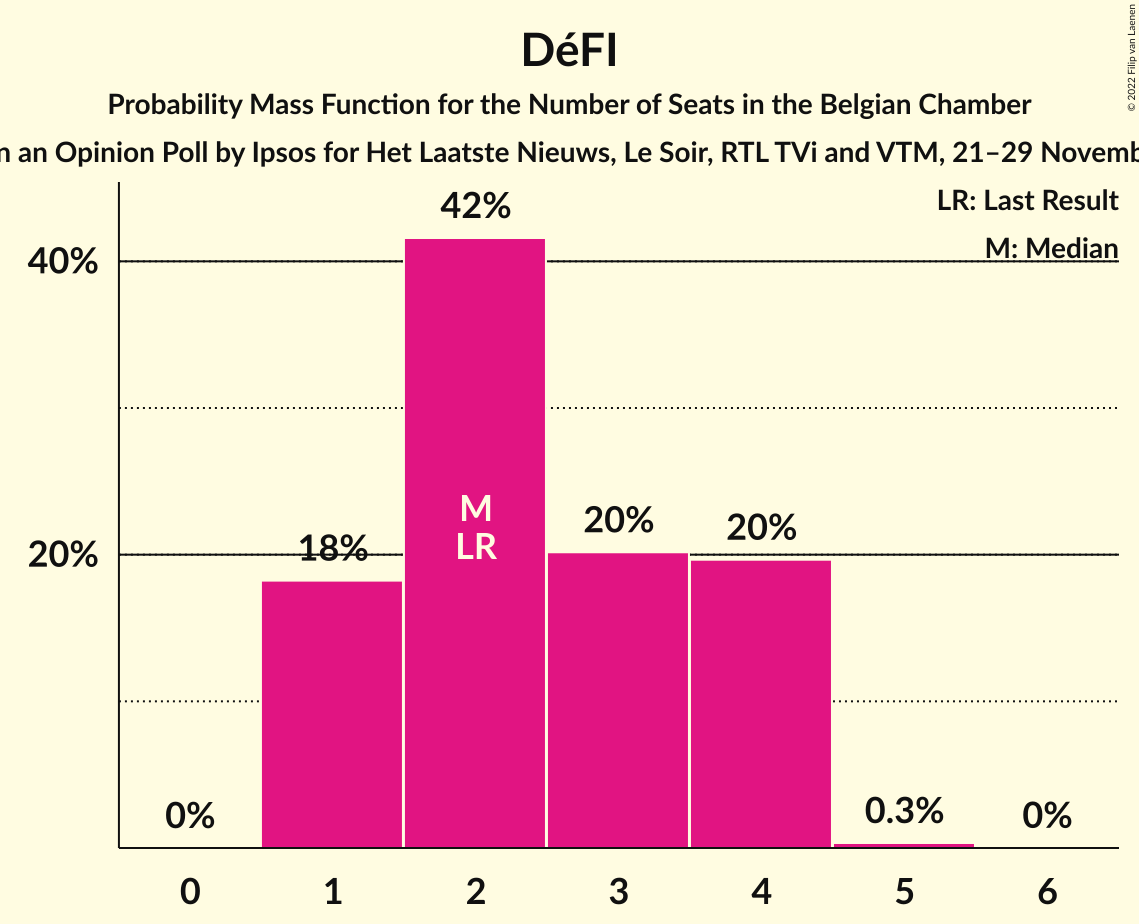 DéFI
Probability Mass Function for the Number of Seats in the Belgian Chamber
an Opinion Poll by Ipsos for Het Laatste Nieuws, Le Soir, RTL TVi and VTM, 21–29
© 2022 Filip van Laenen
LR: Last Result
M: Median
42%
40%
M
LR
20%
20%
18%
20%
0%
0.3%
0%
0 1 2 3 4 5 6